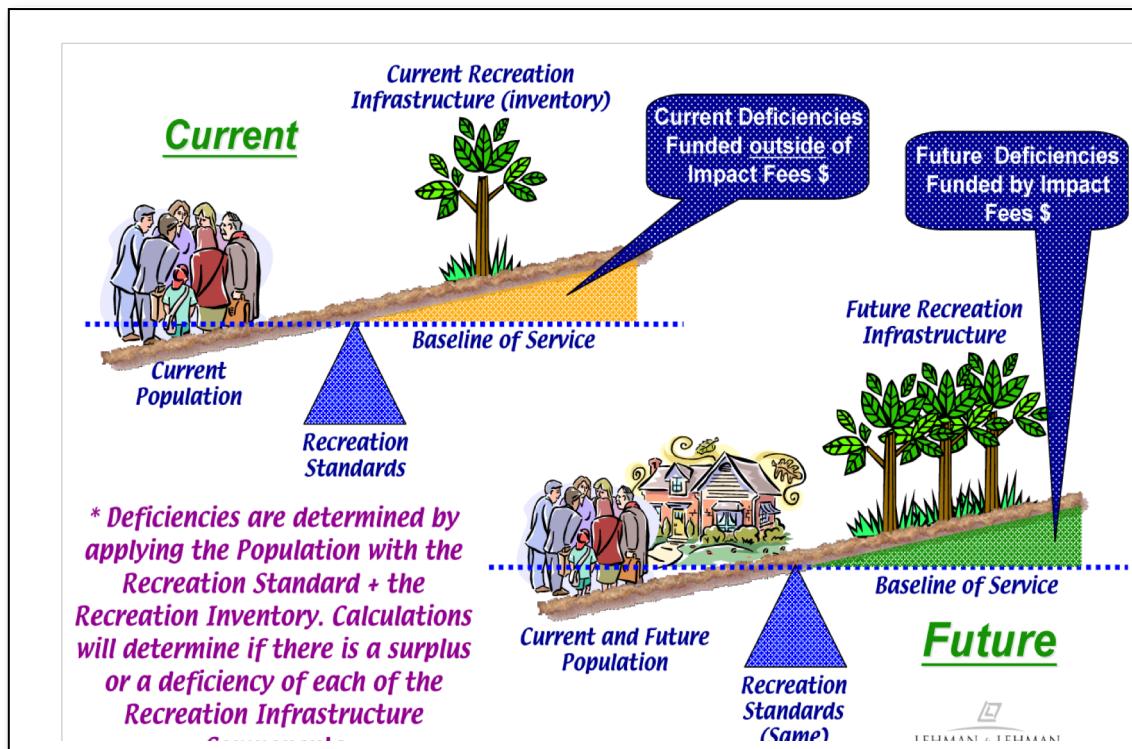 Current Recreation
Infrastructure (inventory)
Current
Current Deficiencies
Funded outside of
Impact Fees $
Future Deficiencies
Funded by Impact
Fees $
Baseline of Service
Current
Population
Recreation
Standards
Future Recreation
Infrastructure
* Deficiencies are determined by
applying the Population with the
Recreation Standard + the
Recreation Inventory. Calculations
will determine if there is a surplus
or a deficiency of each of the
Recreation Infrastructure
Baseline of Service
Current and Future
Population
Future
Recreation
Standards
(Same)
LEHMAN & LEHMAN